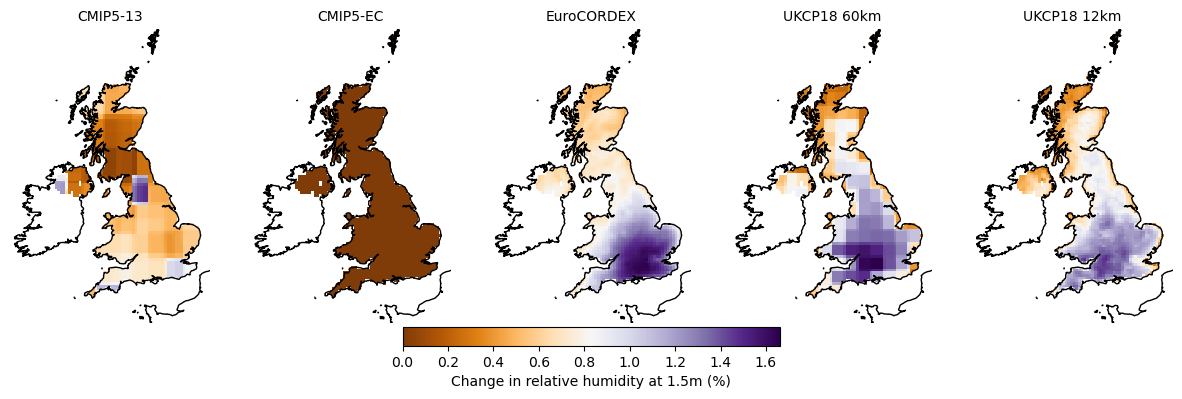 CMIP5-13
CMIP5-EC
EuroCORDEX
UKCP18 60km
UKCP18 12km
0.0 0.2 0.4 0.6 0.8 1.0 1.2 1.4 1.6
Change in relative humidity at 1.5m (%)